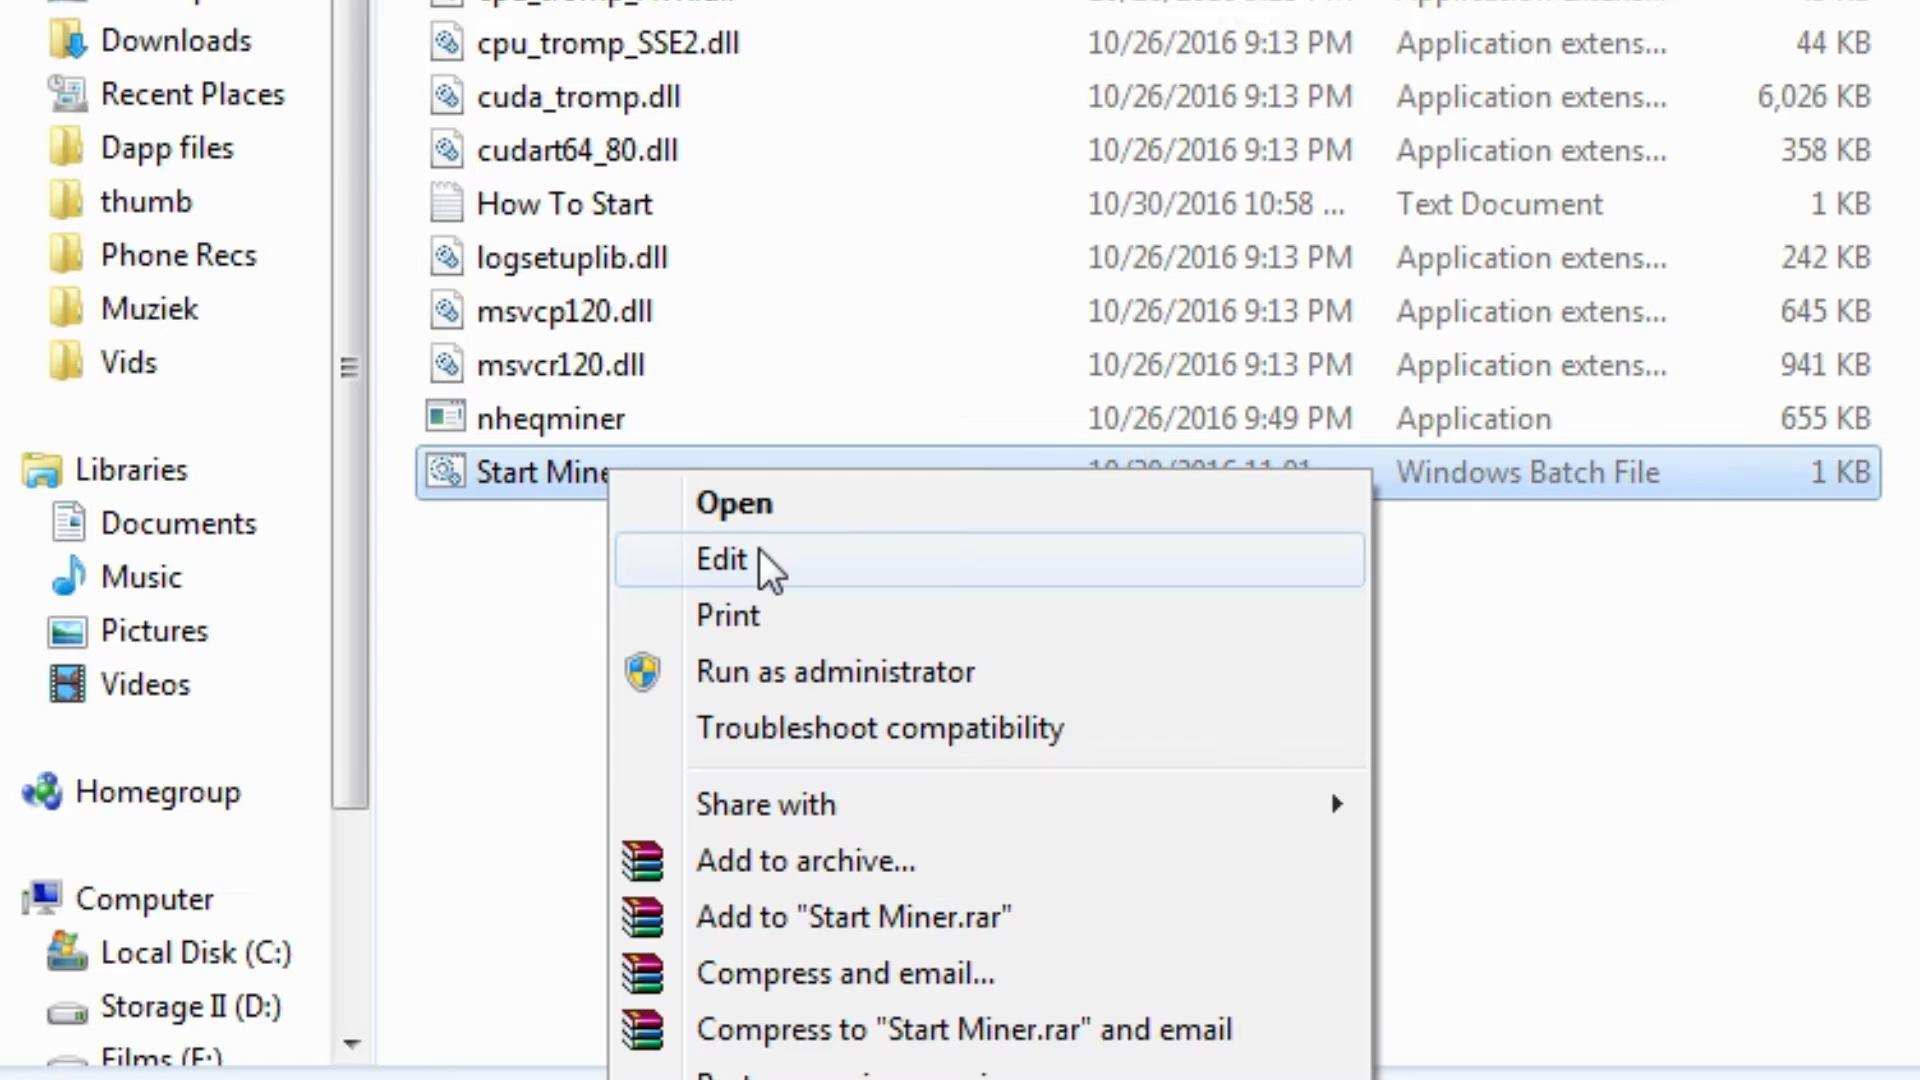 Downloads
Recent Places
Dapp files
thumb
Phone Recs
Muziek
Vids
Libraries
Documents
Music
Pictures
Videos
Homegroup
Computer
Local Disk (C:)
Storage II (D:)
Films (F:)
cpu_tromp_SSE2.dll 10/26/2016 9:13 PM Application extens... 44 KB
cuda_tromp.dll 10/26/2016 9:13 PM Application extens... 6,026 KB
cudart64_80.dll 10/26/2016 9:13 PM Application extens... 358 KB
How To Start 10/30/2016 10:58 ... Text Document 1 KB
logsetuplib.dll 10/26/2016 9:13 PM Application extens... 242 KB
msvcp120.dll 10/26/2016 9:13 PM Application extens... 645 KB
msvcr120.dll 10/26/2016 9:13 PM Application extens... 941 KB
nheqminer 10/26/2016 9:49 PM Application 655 KB
Start Mine Windows Batch File 1 KB
Open
Edit
Print
Run as administrator
Troubleshoot compatibility
Share with
Add to archive...
Add to "Start Miner.rar"
Compress and email...
Compress to "Start Miner.rar" and email